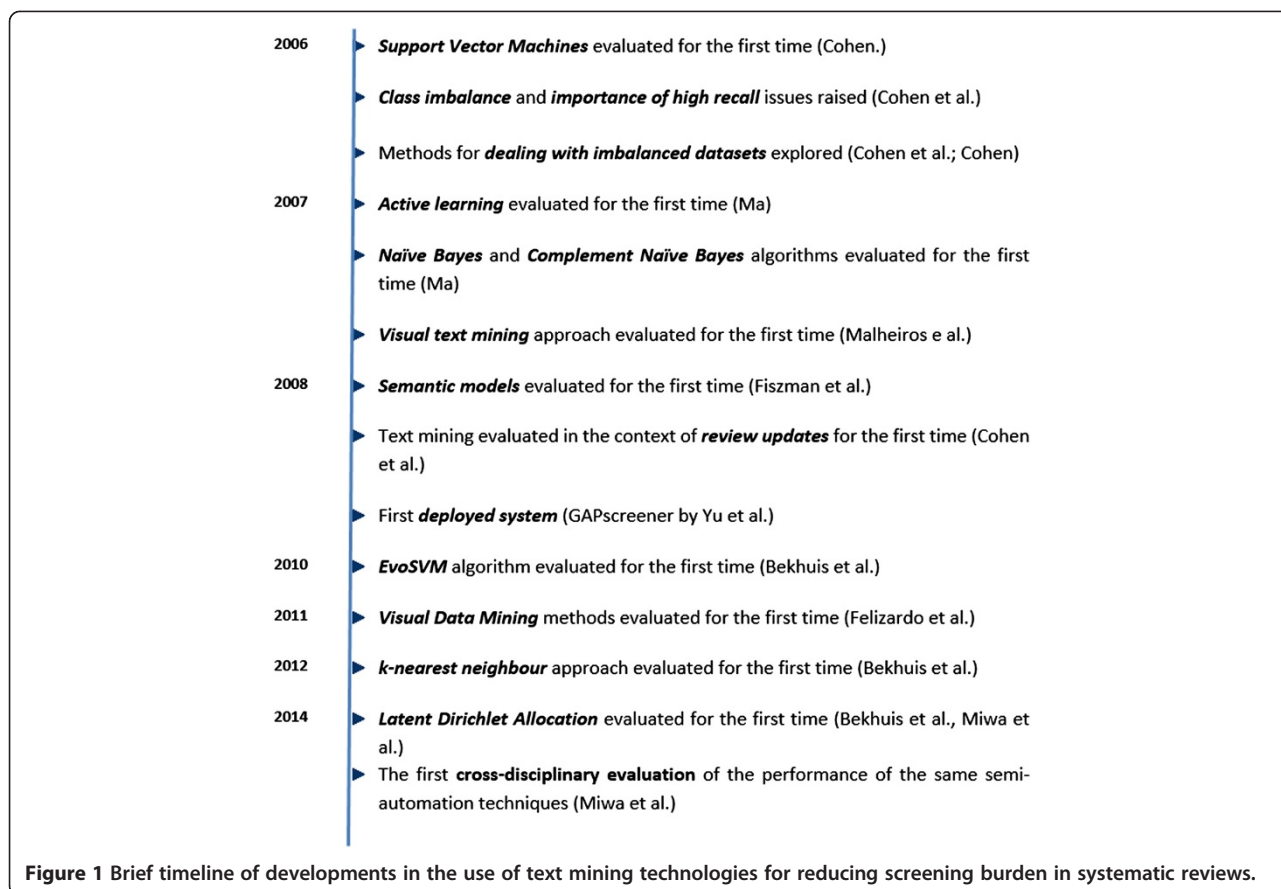 2006
Support Vector Machines evaluated for the first time (Cohen.)
Class imbalance and importance of high recall issues raised (Cohen et al.)
Methods for dealing with imbalanced datasets explored (Cohen et al.; Cohen)
2007
Active learning evaluated for the first time (Ma)
Naïve Bayes and Complement Naïve Bayes algorithms evaluated for the first
time (Ma)
Visual text mining approach evaluated for the first time (Malheiros e al.)
2008
Semantic models evaluated for the first time (Fiszman et al.)
Text mining evaluated in the context of review updates for the first time (Cohen
et al.)
First deployed system (GAPscreener by Yu et al.)
2010
EvoSVM algorithm evaluated for the first time (Bekhuis et al.)
2011
Visual Data Mining methods evaluated for the first time (Felizardo et al.)
2012
k-nearest neighbour approach evaluated for the first time (Bekhuis et al.)
2014
Latent Dirichlet Allocation evaluated for the first time (Bekhuis et al., Miwa et
al.)
The first cross-disciplinary evaluation of the performance of the same semi-
automation techniques (Miwa et al.)
Figure 1 Brief timeline of developments in the use of text mining technologies for reducing screening burden in systematic reviews.